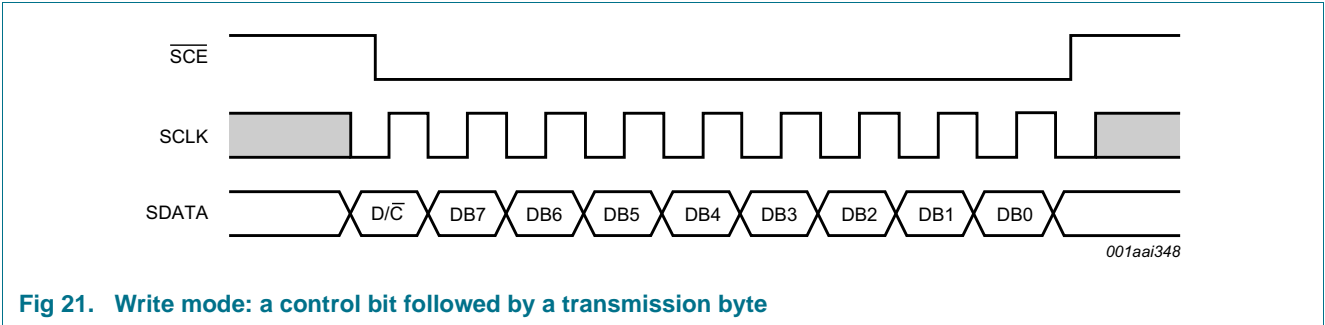 S̅C̅E̅
SCLK
SDATA D/C̅ DB7 DB6 DB5 DB4 DB3 DB2 DB1 DB0
001aai348
Fig 21. Write mode: a control bit followed by a transmission byte